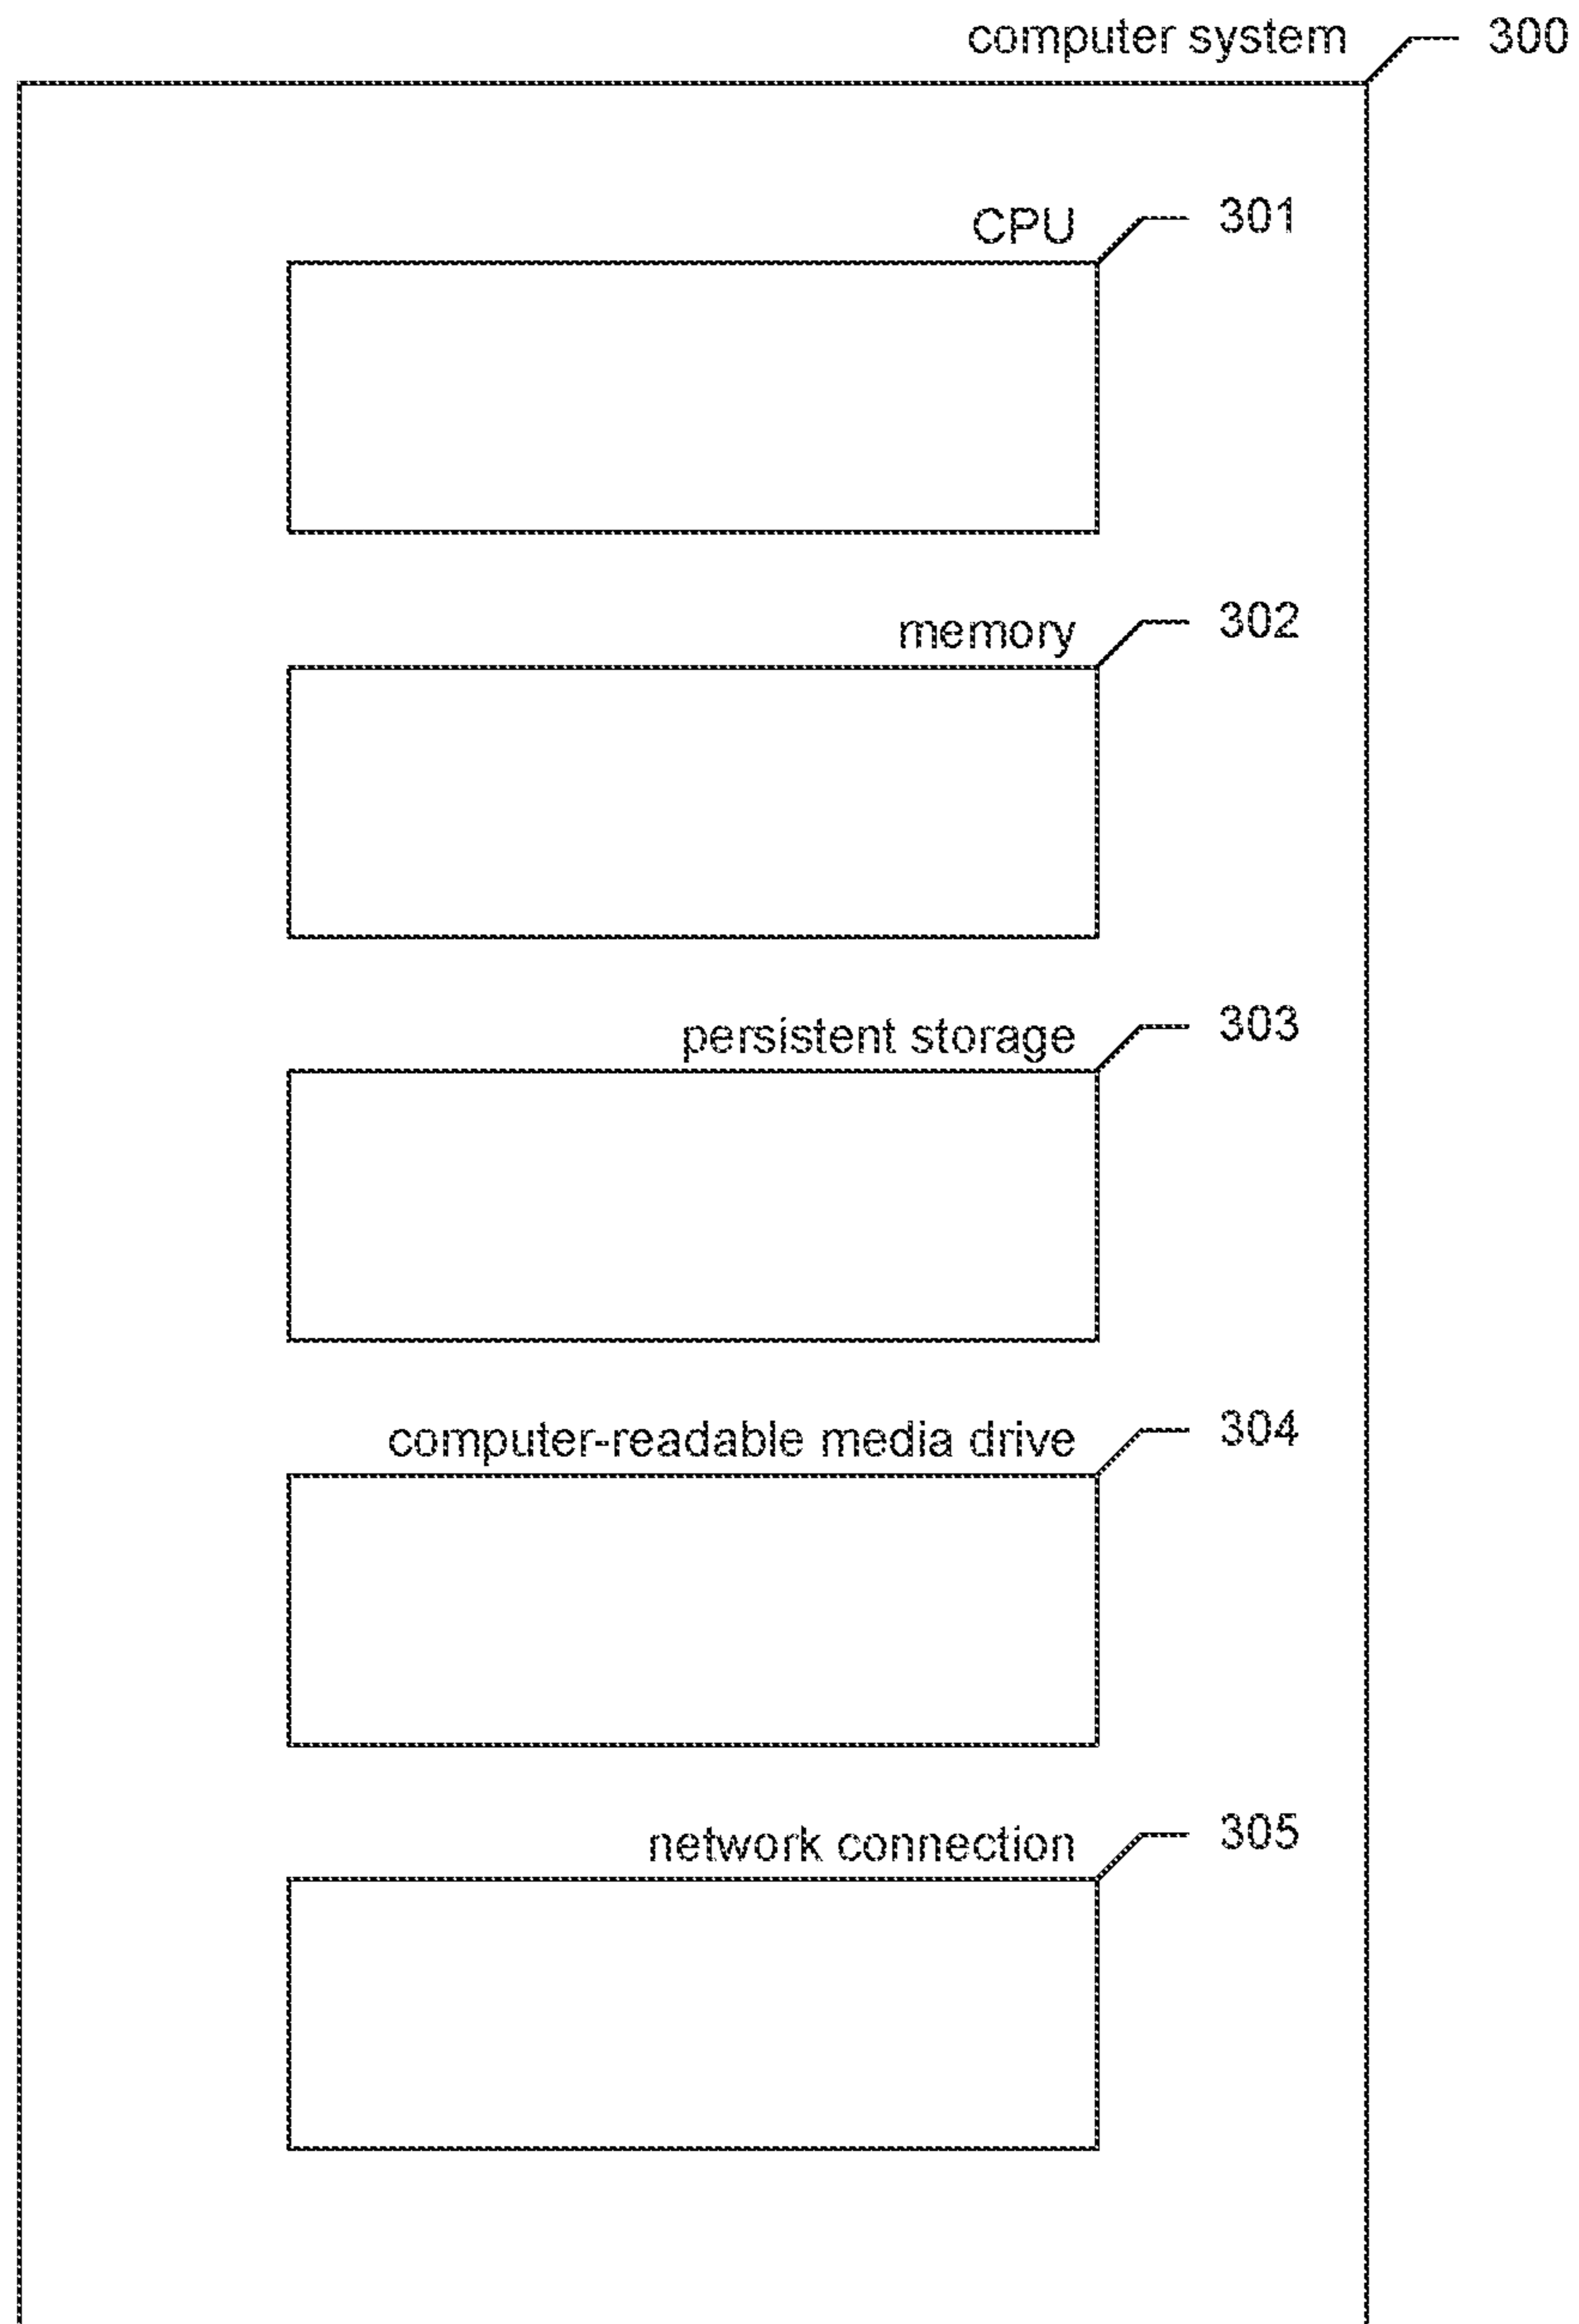 computer system 300
CPU 301
memory 302
persistent storage 303
computer-readable media drive 304
network connection 305